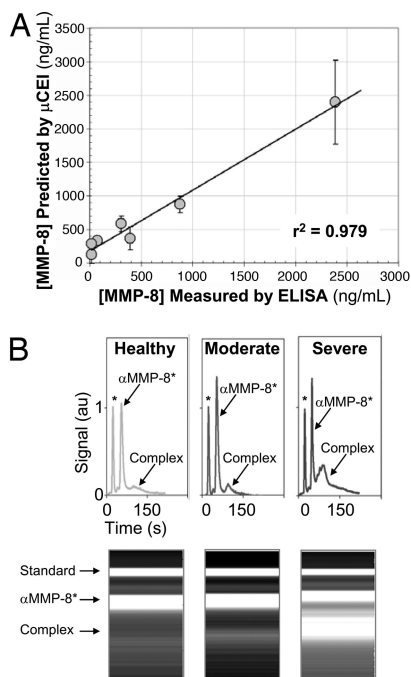 A
[MMP-8] Predicted by μCEI (ng/mL)
3500
3000
2500
2000
1500
1000
500
0
r² = 0.979
0 500 1000 1500 2000 2500 3000
[MMP-8] Measured by ELISA (ng/mL)
B
Healthy Moderate Severe
* αMMP-8* * αMMP-8* * αMMP-8*
Complex Complex Complex
Signal (au)
1
0
0 150 0 150 0 150
Time (s)
Standard
αMMP-8*
Complex